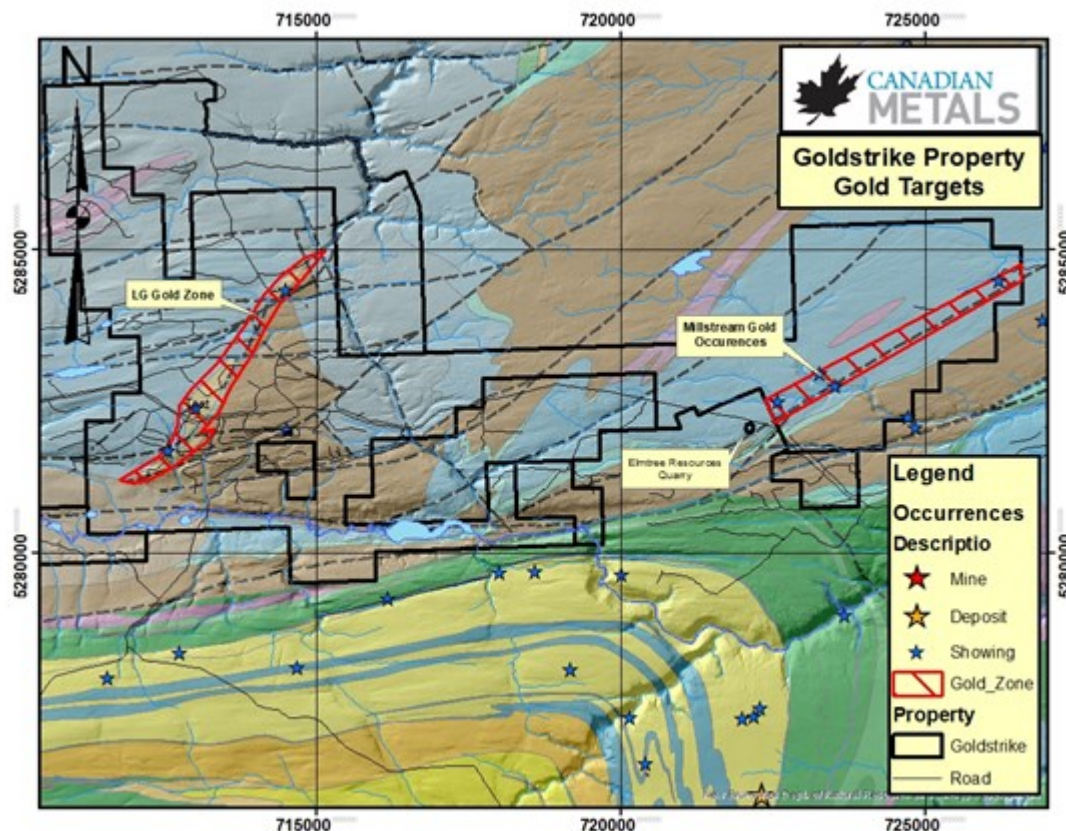 715000
720000
725000
N
CANADIAN
METALS
Goldstrike Property
Gold Targets
5285000
5285000
LG Gold Zone
Millstream Gold
Occurences
Elmtree Resources
Quarry
Legend
Occurrences
Descriptio
Mine
Deposit
Showing
Gold_Zone
Property
Goldstrike
Road
5280000
5280000
715000
720000
725000